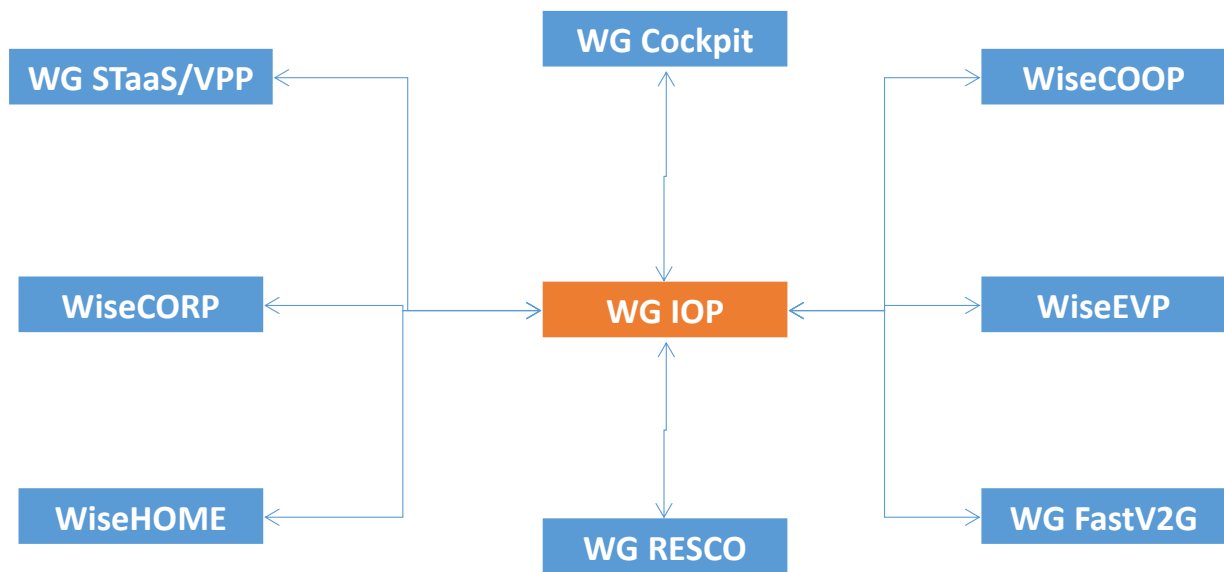 WG Cockpit
WG STaaS/VPP
WiseCOOP
WiseCORP
WG IOP
WiseEVP
WiseHOME
WG RESCO
WG FastV2G